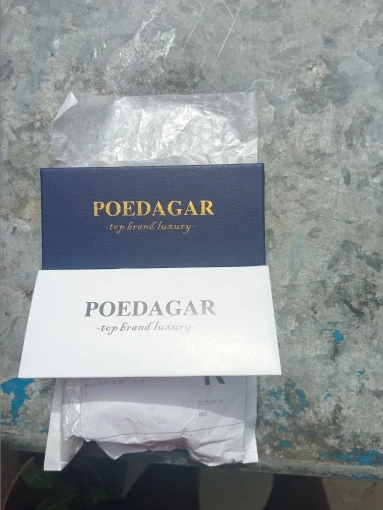 POEDAGAR
-top brand luxury-
POEDAGAR
-top brand luxury-
R